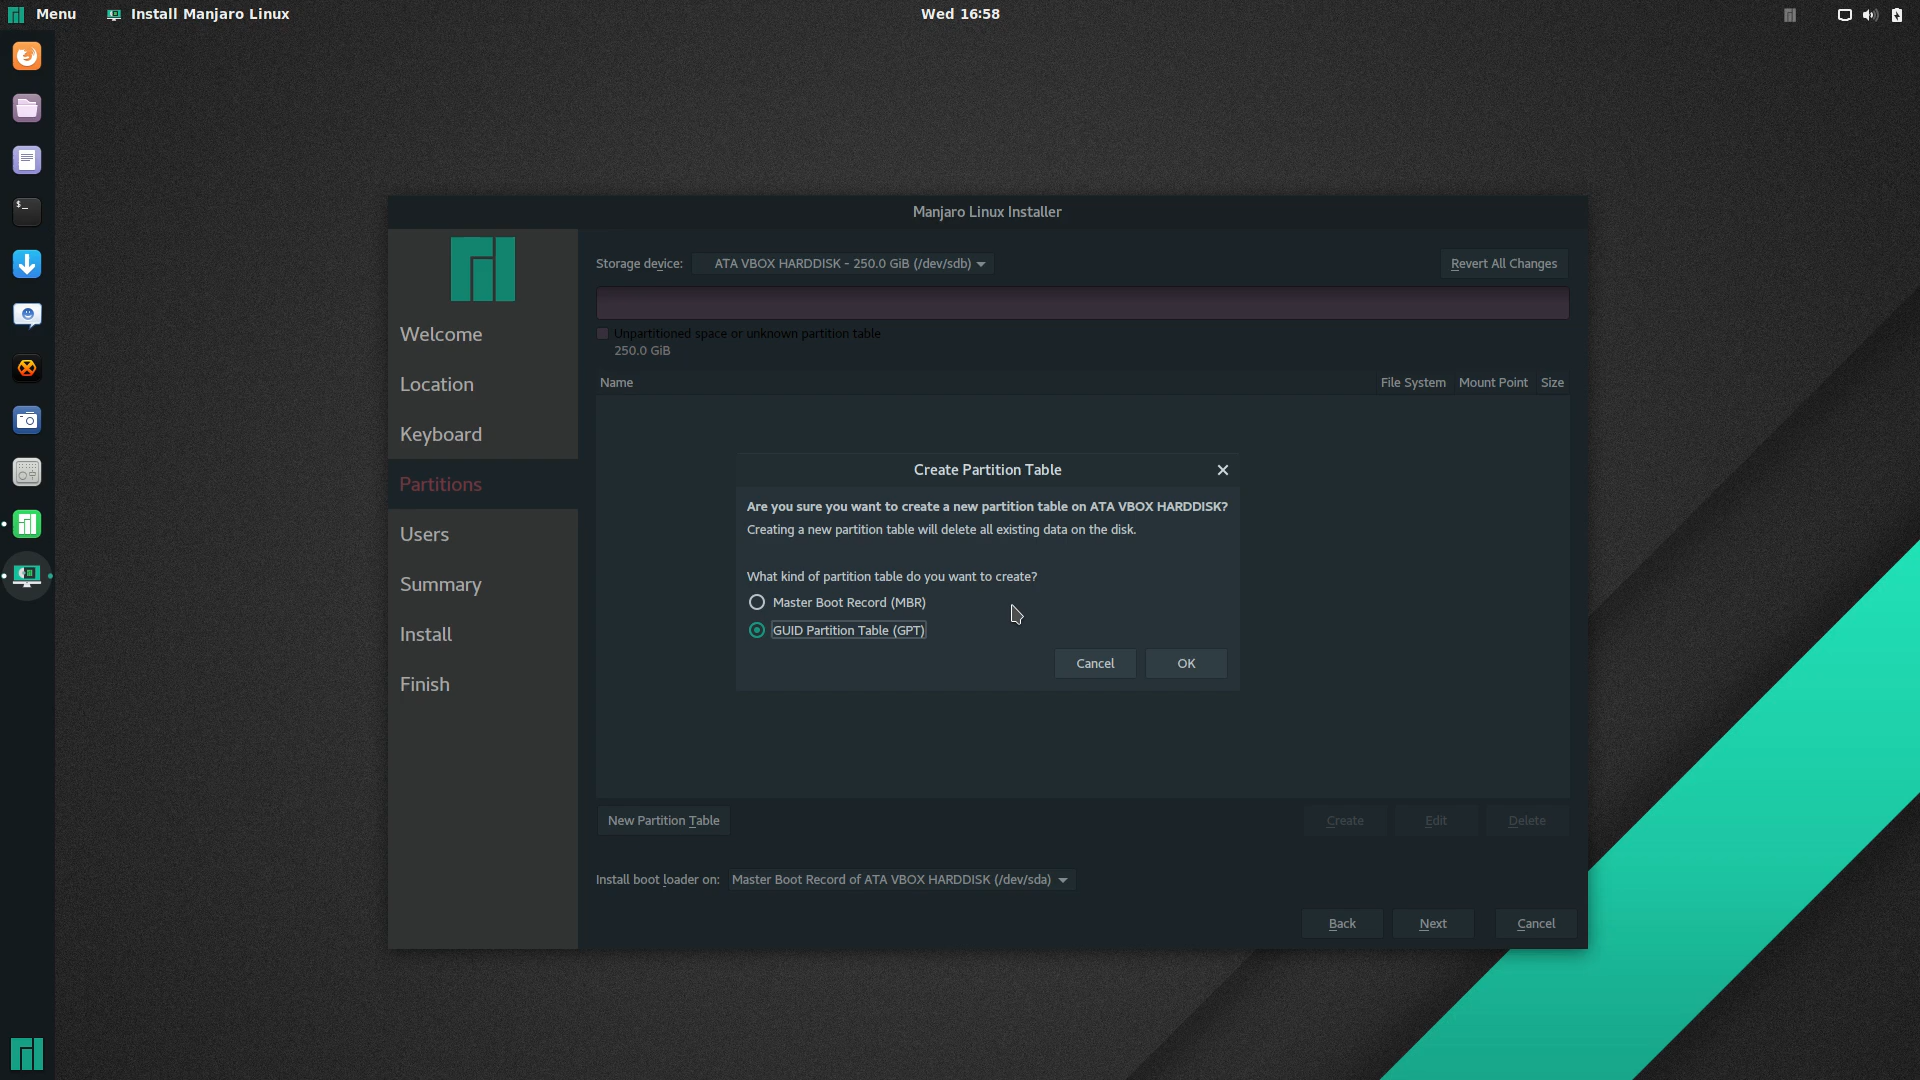 Menu
Install Manjaro Linux
Wed 16:58
$_
Manjaro Linux Installer
Storage device:
ATA VBOX HARDDISK - 250.0 GiB (/dev/sdb)
Revert All Changes
Unpartitioned space or unknown partition table
250.0 GiB
Welcome
Location
Keyboard
Partitions
Users
Summary
Install
Finish
Name
File System
Mount Point
Size
Create Partition Table
Are you sure you want to create a new partition table on ATA VBOX HARDDISK?
Creating a new partition table will delete all existing data on the disk.
What kind of partition table do you want to create?
Master Boot Record (MBR)
GUID Partition Table (GPT)
Cancel
OK
New Partition Table
Create
Edit
Delete
Install boot loader on:
Master Boot Record of ATA VBOX HARDDISK (/dev/sda)
Back
Next
Cancel